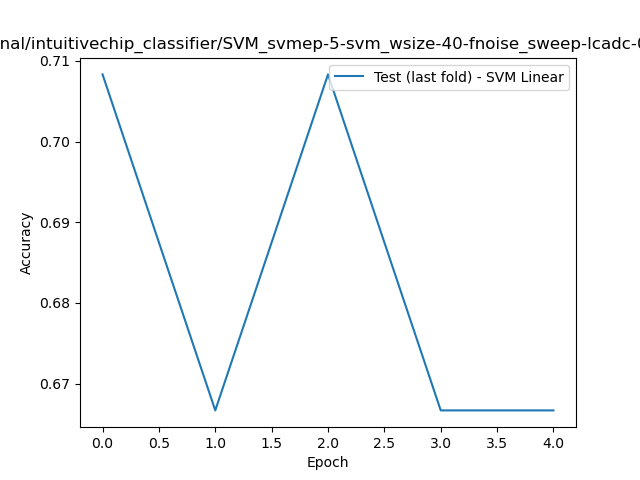 nal/intuitivechip_classifier/SVM_svmep-5-svm_wsize-40-fnoise_sweep-lcadc-
Test (last fold) - SVM Linear
0.71
0.70
0.69
0.68
0.67
Accuracy
0.0 0.5 1.0 1.5 2.0 2.5 3.0 3.5 4.0
Epoch